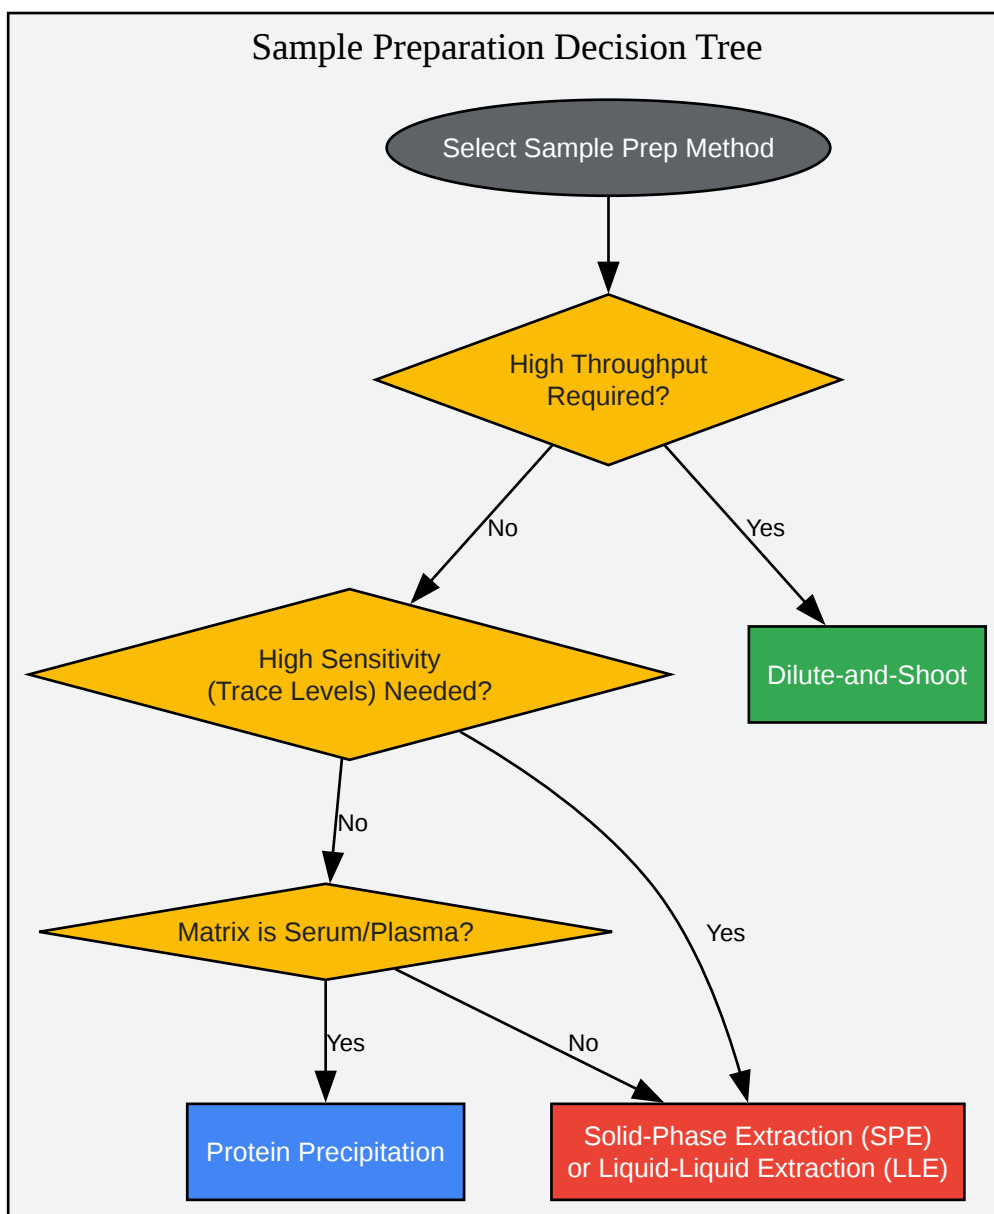 Sample Preparation Decision Tree
Select Sample Prep Method
High Throughput
Required?
No
Yes
High Sensitivity
(Trace Levels) Needed?
Dilute-and-Shoot
No
Matrix is Serum/Plasma?
Yes
Yes
No
Protein Precipitation
Solid-Phase Extraction (SPE)
or Liquid-Liquid Extraction (LLE)